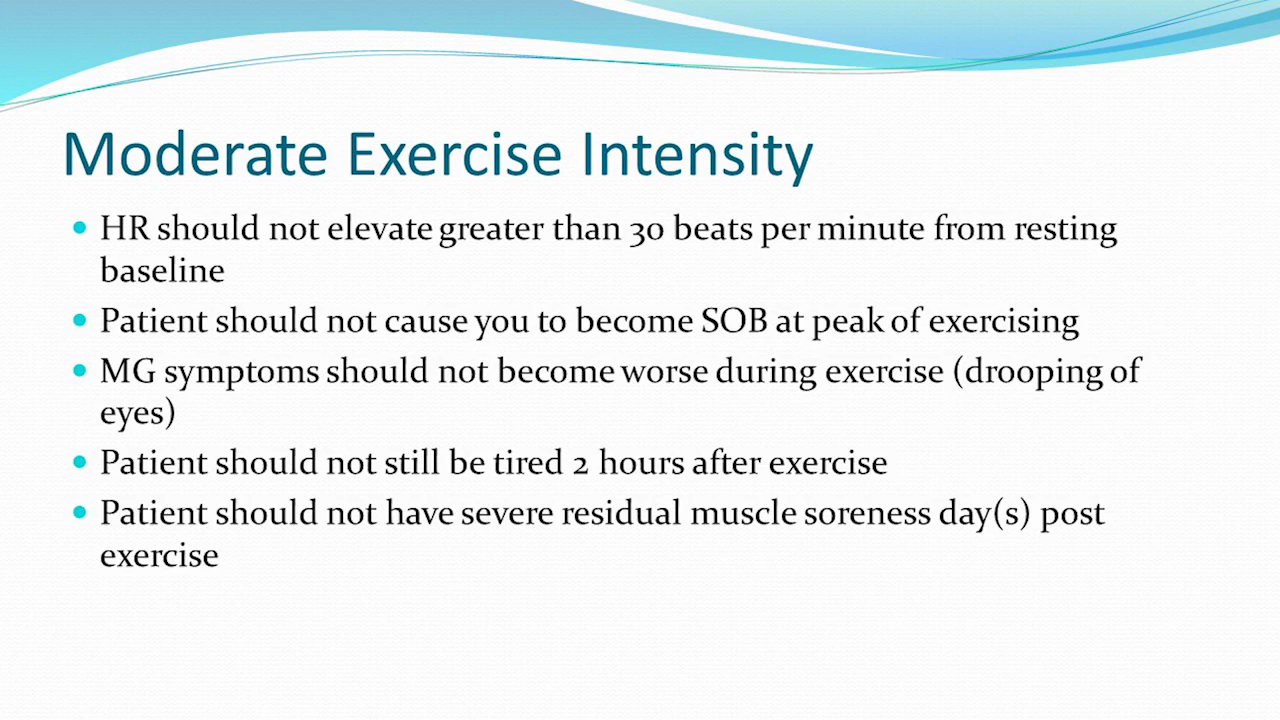 Moderate Exercise Intensity
• HR should not elevate greater than 30 beats per minute from resting
baseline
• Patient should not cause you to become SOB at peak of exercising
• MG symptoms should not become worse during exercise (drooping of
eyes)
• Patient should not still be tired 2 hours after exercise
• Patient should not have severe residual muscle soreness day(s) post
exercise